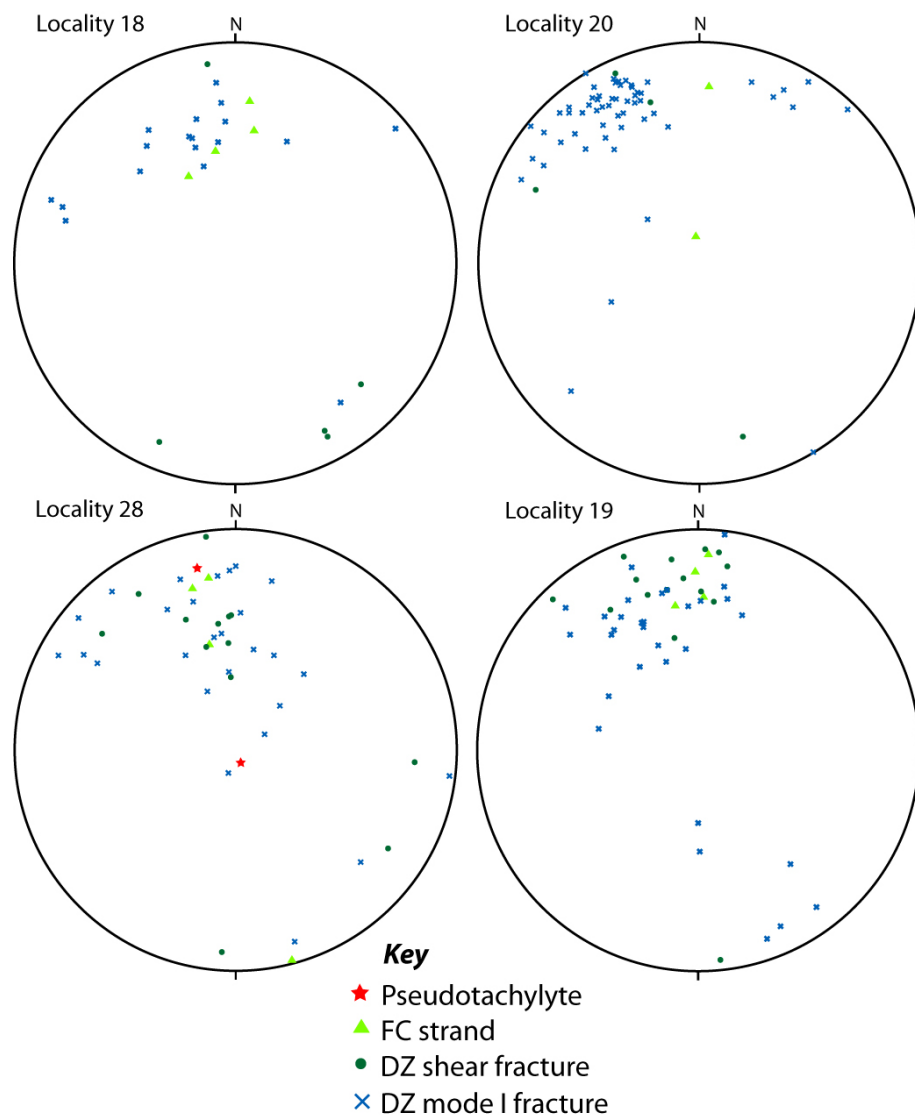 Locality 18
N
Locality 20
N
Locality 28
N
Locality 19
N
Key
Pseudotachylyte
FC strand
DZ shear fracture
DZ mode I fracture